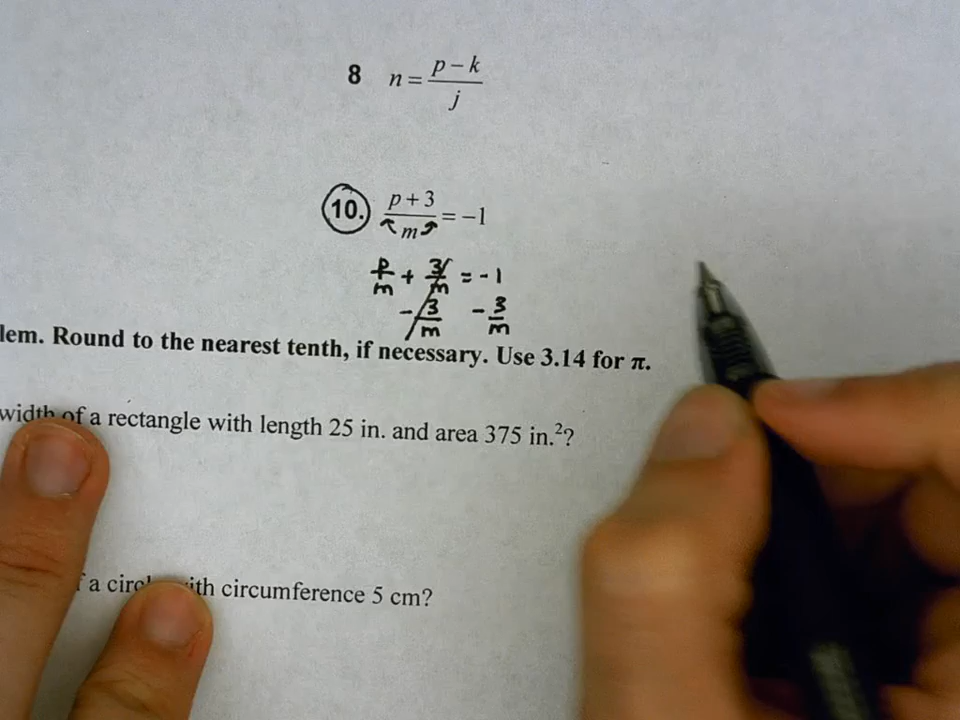 8 n = p - k / j
10. p + 3 / m = -1
p/m + 3/m = -1
- 3/m - 3/m
lem. Round to the nearest tenth, if necessary. Use 3.14 for π.
width of a rectangle with length 25 in. and area 375 in.²?
a circ ith circumference 5 cm?